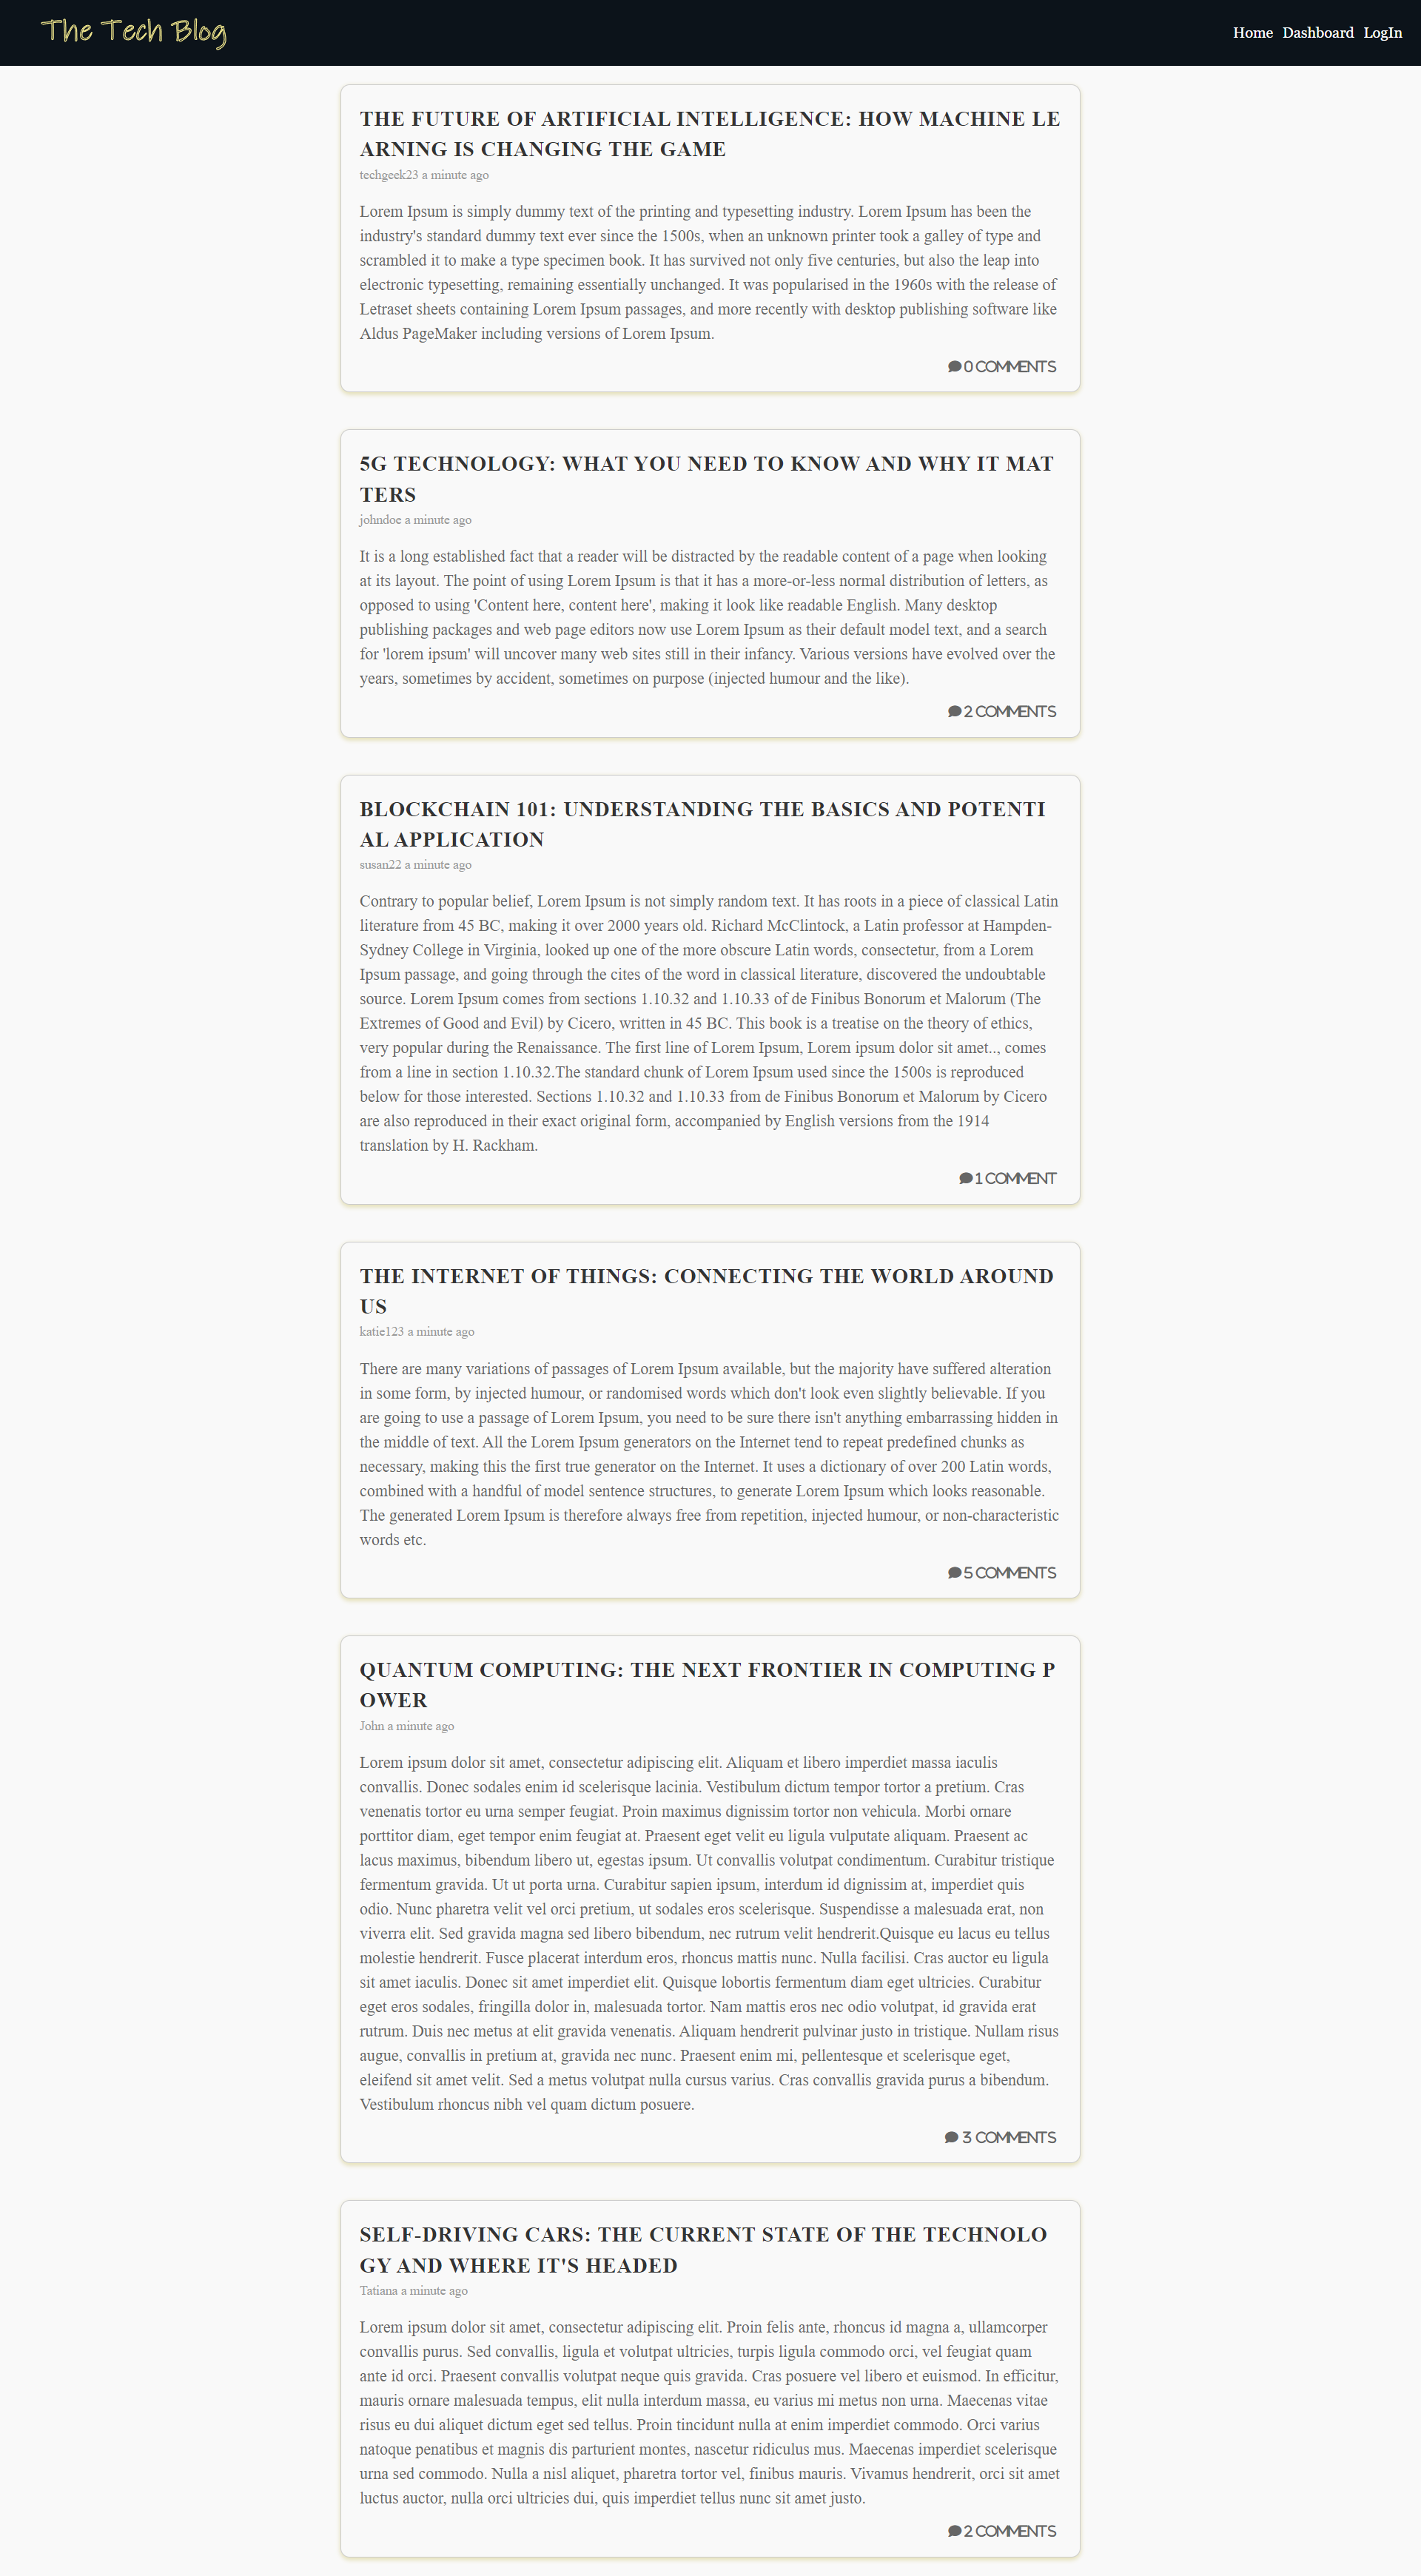 The Tech Blog
Home Dashboard LogIn
THE FUTURE OF ARTIFICIAL INTELLIGENCE: HOW MACHINE LE
ARNING IS CHANGING THE GAME
techgeek23 a minute ago
Lorem Ipsum is simply dummy text of the printing and typesetting industry. Lorem Ipsum has been the
industry's standard dummy text ever since the 1500s, when an unknown printer took a galley of type and
scrambled it to make a type specimen book. It has survived not only five centuries, but also the leap into
electronic typesetting, remaining essentially unchanged. It was popularised in the 1960s with the release of
Letraset sheets containing Lorem Ipsum passages, and more recently with desktop publishing software like
Aldus PageMaker including versions of Lorem Ipsum.
0 COMMENTS
5G TECHNOLOGY: WHAT YOU NEED TO KNOW AND WHY IT MAT
TERS
johndoe a minute ago
It is a long established fact that a reader will be distracted by the readable content of a page when looking
at its layout. The point of using Lorem Ipsum is that it has a more-or-less normal distribution of letters, as
opposed to using 'Content here, content here', making it look like readable English. Many desktop
publishing packages and web page editors now use Lorem Ipsum as their default model text, and a search
for 'lorem ipsum' will uncover many web sites still in their infancy. Various versions have evolved over the
years, sometimes by accident, sometimes on purpose (injected humour and the like).
2 COMMENTS
BLOCKCHAIN 101: UNDERSTANDING THE BASICS AND POTENTI
AL APPLICATION
susan22 a minute ago
Contrary to popular belief, Lorem Ipsum is not simply random text. It has roots in a piece of classical Latin
literature from 45 BC, making it over 2000 years old. Richard McClintock, a Latin professor at Hampden-
Sydney College in Virginia, looked up one of the more obscure Latin words, consectetur, from a Lorem
Ipsum passage, and going through the cites of the word in classical literature, discovered the undoubtable
source. Lorem Ipsum comes from sections 1.10.32 and 1.10.33 of de Finibus Bonorum et Malorum (The
Extremes of Good and Evil) by Cicero, written in 45 BC. This book is a treatise on the theory of ethics,
very popular during the Renaissance. The first line of Lorem Ipsum, Lorem ipsum dolor sit amet.., comes
from a line in section 1.10.32.The standard chunk of Lorem Ipsum used since the 1500s is reproduced
below for those interested. Sections 1.10.32 and 1.10.33 from de Finibus Bonorum et Malorum by Cicero
are also reproduced in their exact original form, accompanied by English versions from the 1914
translation by H. Rackham.
1 COMMENT
THE INTERNET OF THINGS: CONNECTING THE WORLD AROUND
US
katie123 a minute ago
There are many variations of passages of Lorem Ipsum available, but the majority have suffered alteration
in some form, by injected humour, or randomised words which don't look even slightly believable. If you
are going to use a passage of Lorem Ipsum, you need to be sure there isn't anything embarrassing hidden in
the middle of text. All the Lorem Ipsum generators on the Internet tend to repeat predefined chunks as
necessary, making this the first true generator on the Internet. It uses a dictionary of over 200 Latin words,
combined with a handful of model sentence structures, to generate Lorem Ipsum which looks reasonable.
The generated Lorem Ipsum is therefore always free from repetition, injected humour, or non-characteristic
words etc.
5 COMMENTS
QUANTUM COMPUTING: THE NEXT FRONTIER IN COMPUTING P
OWER
John a minute ago
Lorem ipsum dolor sit amet, consectetur adipiscing elit. Aliquam et libero imperdiet massa iaculis
convallis. Donec sodales enim id scelerisque lacinia. Vestibulum dictum tempor tortor a pretium. Cras
venenatis tortor eu urna semper feugiat. Proin maximus dignissim tortor non vehicula. Morbi ornare
porttitor diam, eget tempor enim feugiat at. Praesent eget velit eu ligula vulputate aliquam. Praesent ac
lacus maximus, bibendum libero ut, egestas ipsum. Ut convallis volutpat condimentum. Curabitur tristique
fermentum gravida. Ut ut porta urna. Curabitur sapien ipsum, interdum id dignissim at, imperdiet quis
odio. Nunc pharetra velit vel orci pretium, ut sodales eros scelerisque. Suspendisse a malesuada erat, non
viverra elit. Sed gravida magna sed libero bibendum, nec rutrum velit hendrerit.Quisque eu lacus eu tellus
molestie hendrerit. Fusce placerat interdum eros, rhoncus mattis nunc. Nulla facilisi. Cras auctor eu ligula
sit amet iaculis. Donec sit amet imperdiet elit. Quisque lobortis fermentum diam eget ultricies. Curabitur
eget eros sodales, fringilla dolor in, malesuada tortor. Nam mattis eros nec odio volutpat, id gravida erat
rutrum. Duis nec metus at elit gravida venenatis. Aliquam hendrerit pulvinar justo in tristique. Nullam risus
augue, convallis in pretium at, gravida nec nunc. Praesent enim mi, pellentesque et scelerisque eget,
eleifend sit amet velit. Sed a metus volutpat nulla cursus varius. Cras convallis gravida purus a bibendum.
Vestibulum rhoncus nibh vel quam dictum posuere.
3 COMMENTS
SELF-DRIVING CARS: THE CURRENT STATE OF THE TECHNOLO
GY AND WHERE IT'S HEADED
Tatiana a minute ago
Lorem ipsum dolor sit amet, consectetur adipiscing elit. Proin felis ante, rhoncus id magna a, ullamcorper
convallis purus. Sed convallis, ligula et volutpat ultricies, turpis ligula commodo orci, vel feugiat quam
ante id orci. Praesent convallis volutpat neque quis gravida. Cras posuere vel libero et euismod. In efficitur,
mauris ornare malesuada tempus, elit nulla interdum massa, eu varius mi metus non urna. Maecenas vitae
risus eu dui aliquet dictum eget sed tellus. Proin tincidunt nulla at enim imperdiet commodo. Orci varius
natoque penatibus et magnis dis parturient montes, nascetur ridiculus mus. Maecenas imperdiet scelerisque
urna sed commodo. Nulla a nisl aliquet, pharetra tortor vel, finibus mauris. Vivamus hendrerit, orci sit amet
luctus auctor, nulla orci ultricies dui, quis imperdiet tellus nunc sit amet justo.
2 COMMENTS